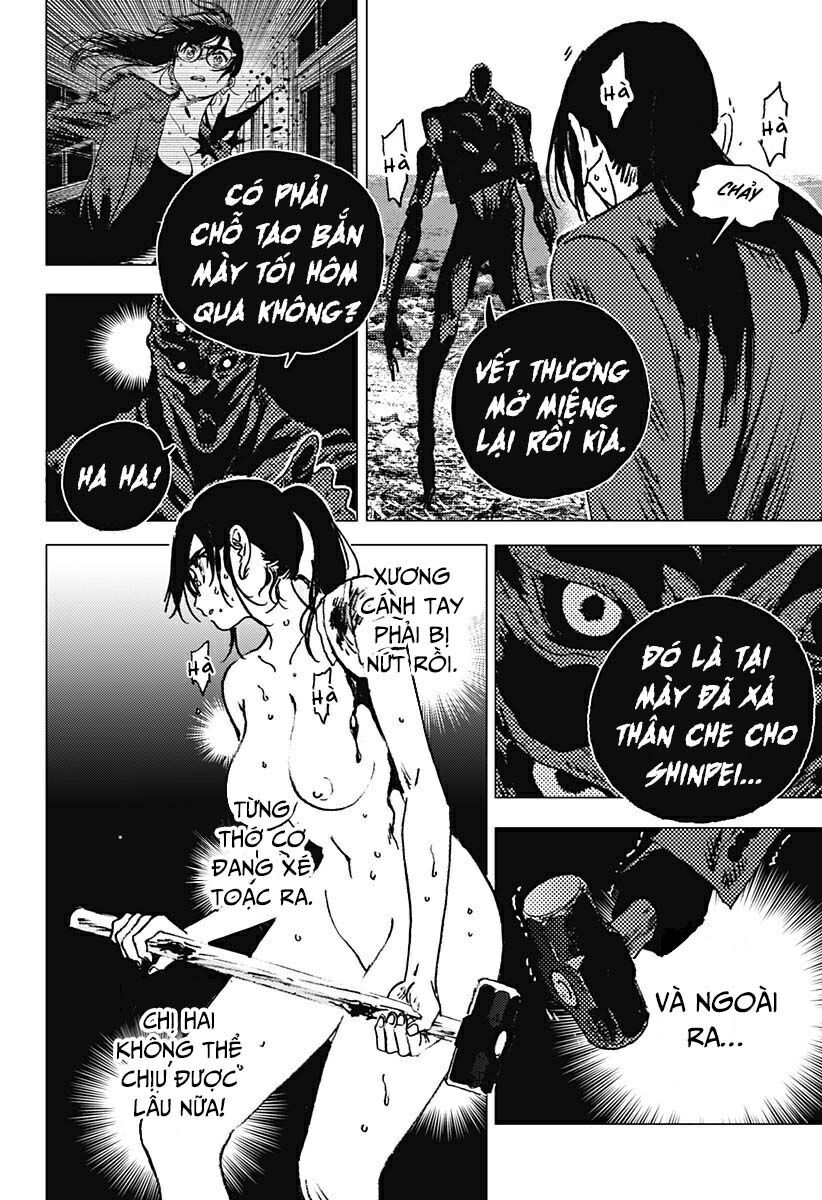 HÀ
HÀ
HÀ
CHẢY
VẾT THƯƠNG
MỞ MIỆNG
LẠI RỒI KÌA.
CÓ PHẢI
CHỖ TAO BẮN
MÀY TỐI HÔM
QUA KHÔNG?
HA HA!
ĐÓ LÀ TẠI
MÀY ĐÃ XẢ
THÂN CHE CHO
SHINPEI...
VÀ NGOÀI
RA...
XƯƠNG
CÁNH TAY
PHẢI BỊ
NỨT RỒI.
HÀ
HÀ
TỪNG
THỚ CƠ
ĐANG XÉ
TOẠC RA.
CHỊ HAI
KHÔNG THỂ
CHỊU ĐƯỢC
LÂU NỮA!